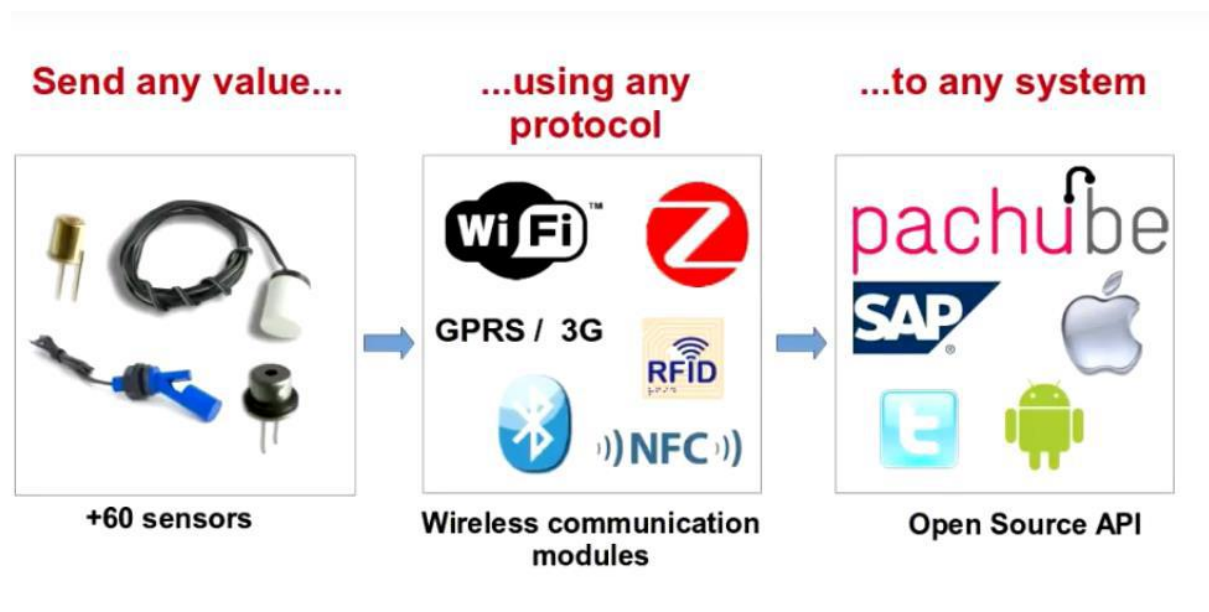 Send any value...
...using any
protocol
...to any system
WiFi™
Z
GPRS / 3G
RFID
NFC
pachube
SAP®
t
+60 sensors
Wireless communication
modules
Open Source API